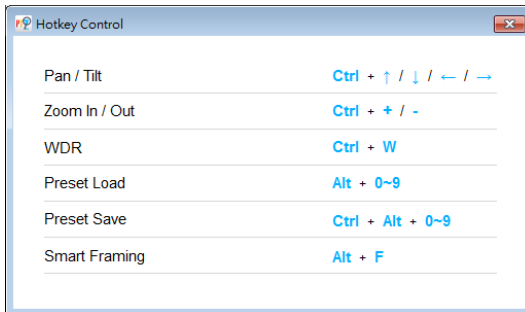 Hotkey Control
Pan / Tilt Ctrl + ↑ / ↓ / ← / →
Zoom In / Out Ctrl + + / -
WDR Ctrl + W
Preset Load Alt + 0~9
Preset Save Ctrl + Alt + 0~9
Smart Framing Alt + F